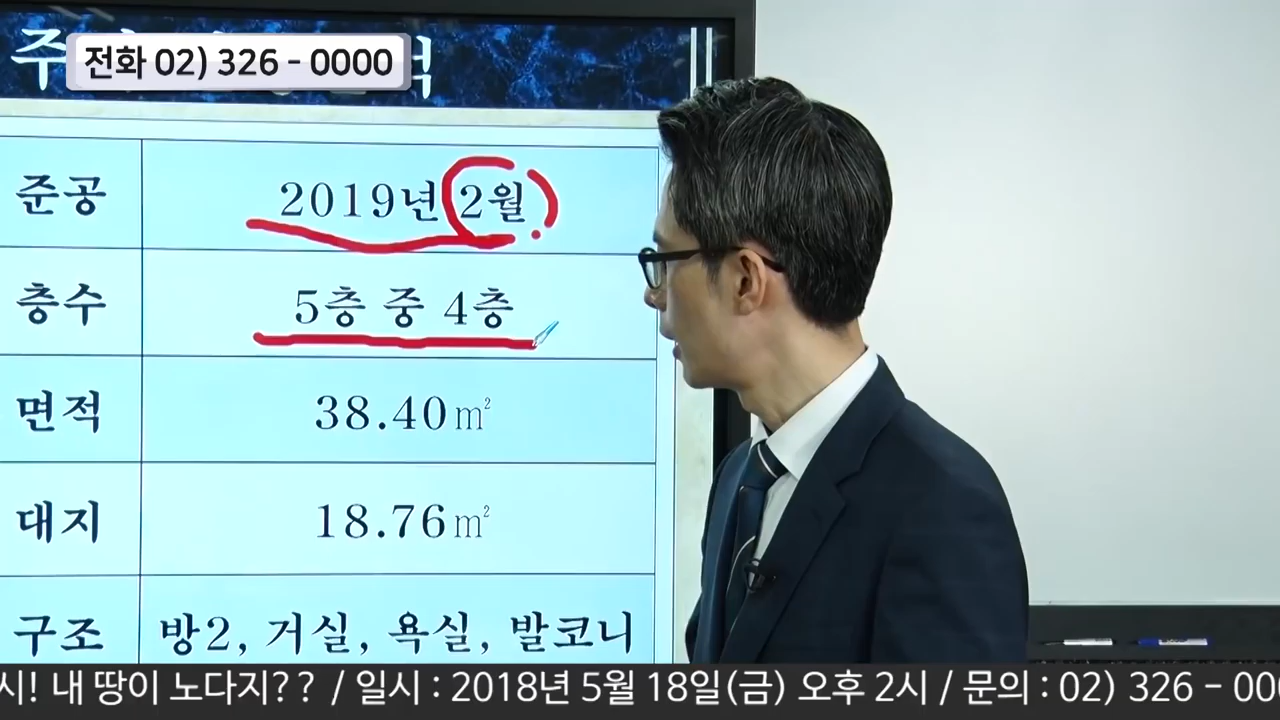 전화 02) 326 - 0000
준공 2019년 2월
층수 5층 중 4층
면적 38.40㎡
대지 18.76㎡
구조 방2, 거실, 욕실, 발코니
시! 내 땅이 노다지?? / 일시 : 2018년 5월 18일(금) 오후 2시 / 문의 : 02) 326 - 00